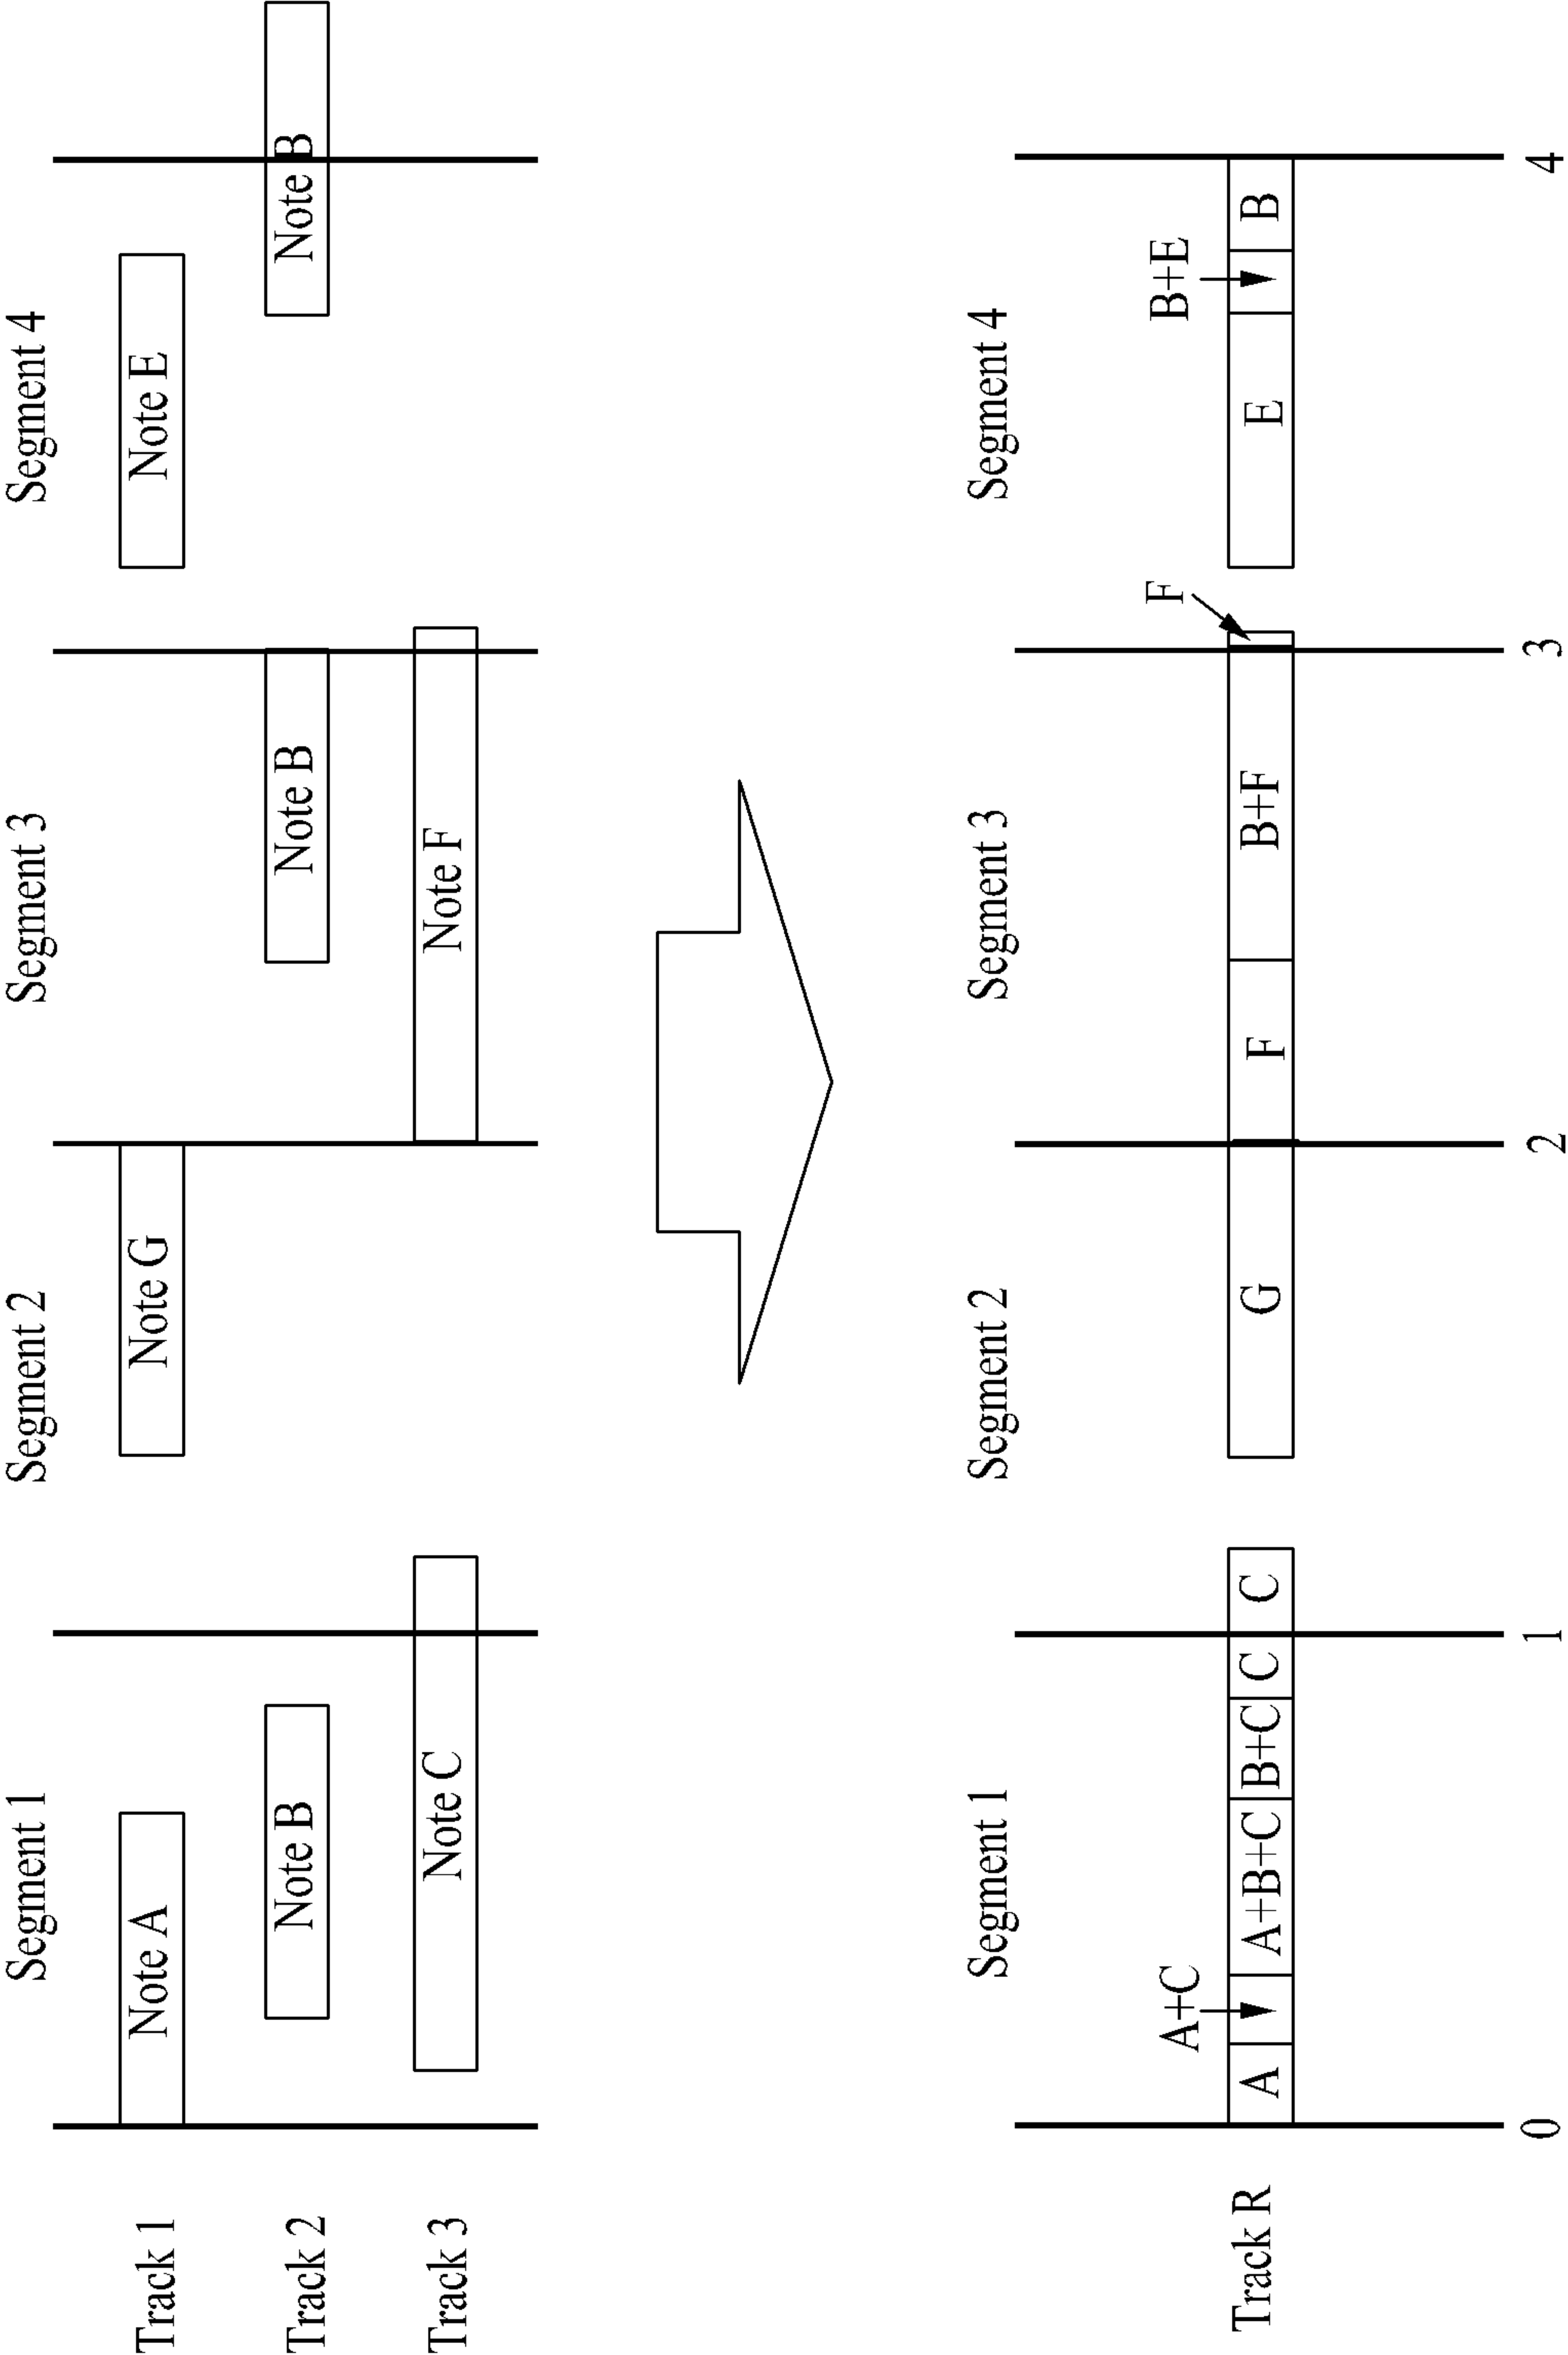 Segment 1
Segment 2
Segment 3
Segment 4
Track 1
Note A
Note G
Note E
Track 2
Note B
Note B
Note B
Track 3
Note C
Note F
Segment 1
Segment 2
Segment 3
Segment 4
A+C
F
B+E
Track R
A
A+B+C
B+C
C
C
G
F
B+F
E
B
0
1
2
3
4